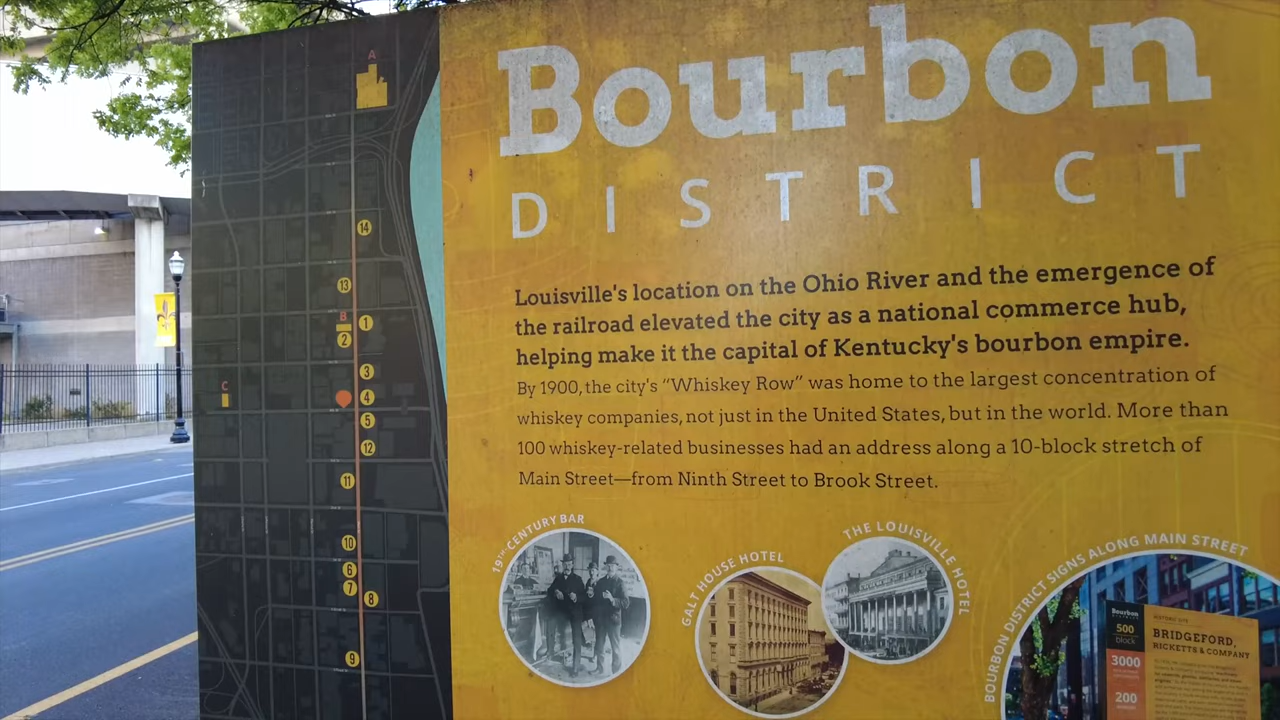 Bourbon
DISTRICT
Louisville's location on the Ohio River and the emergence of
the railroad elevated the city as a national commerce hub,
helping make it the capital of Kentucky's bourbon empire.
By 1900, the city's "Whiskey Row" was home to the largest concentration of
whiskey companies, not just in the United States, but in the world. More than
100 whiskey-related businesses had an address along a 10-block stretch of
Main Street—from Ninth Street to Brook Street.
19TH CENTURY BAR
GALT HOUSE HOTEL
THE LOUISVILLE HOTEL
BOURBON DISTRICT SIGNS ALONG MAIN STREET
Bourbon
DISTRICT
500
block
3000
200
HISTORIC SITE
BRIDGEFORD,
RICKETTS & COMPANY
A
14
13
B
1
2
3
C
4
5
12
11
10
6
7
8
9